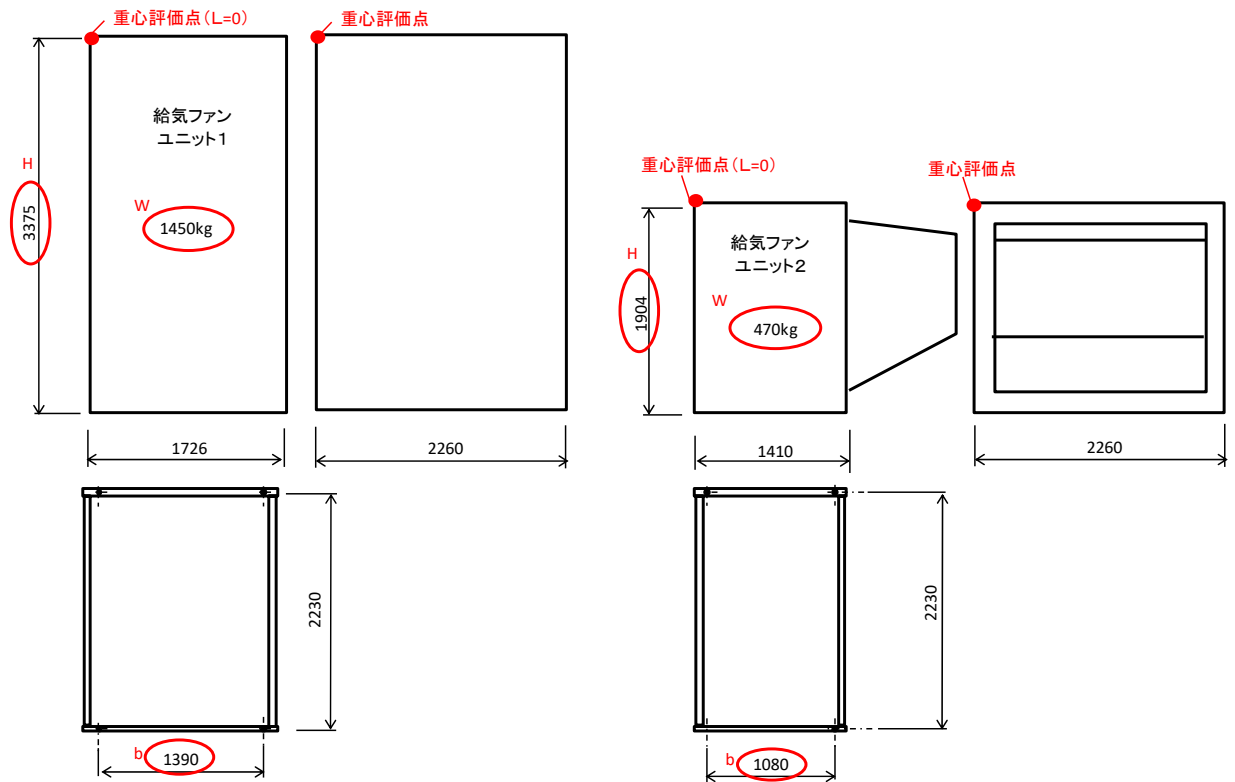 重心評価点(L=0)
重心評価点
給気ファン
ユニット1
H
3375
W
1450kg
1726
2260
2230
b
1390
重心評価点(L=0)
重心評価点
給気ファン
ユニット2
H
1904
W
470kg
1410
2260
2230
b
1080